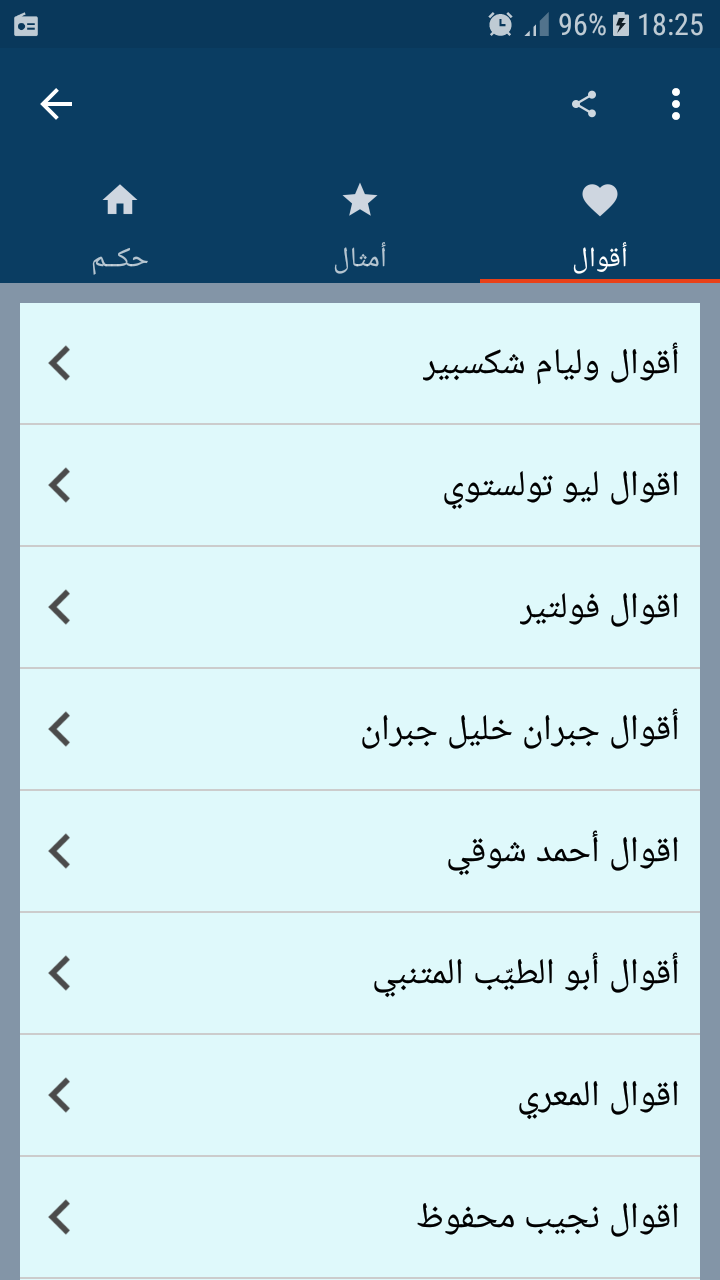 96% 18:25
أقوال أمثال حكــم
أقوال وليام شكسبير
اقوال ليو تولستوي
اقوال فولتير
أقوال جبران خليل جبران
اقوال أحمد شوقي
أقوال أبو الطيّب المتنبي
اقوال المعري
اقوال نجيب محفوظ